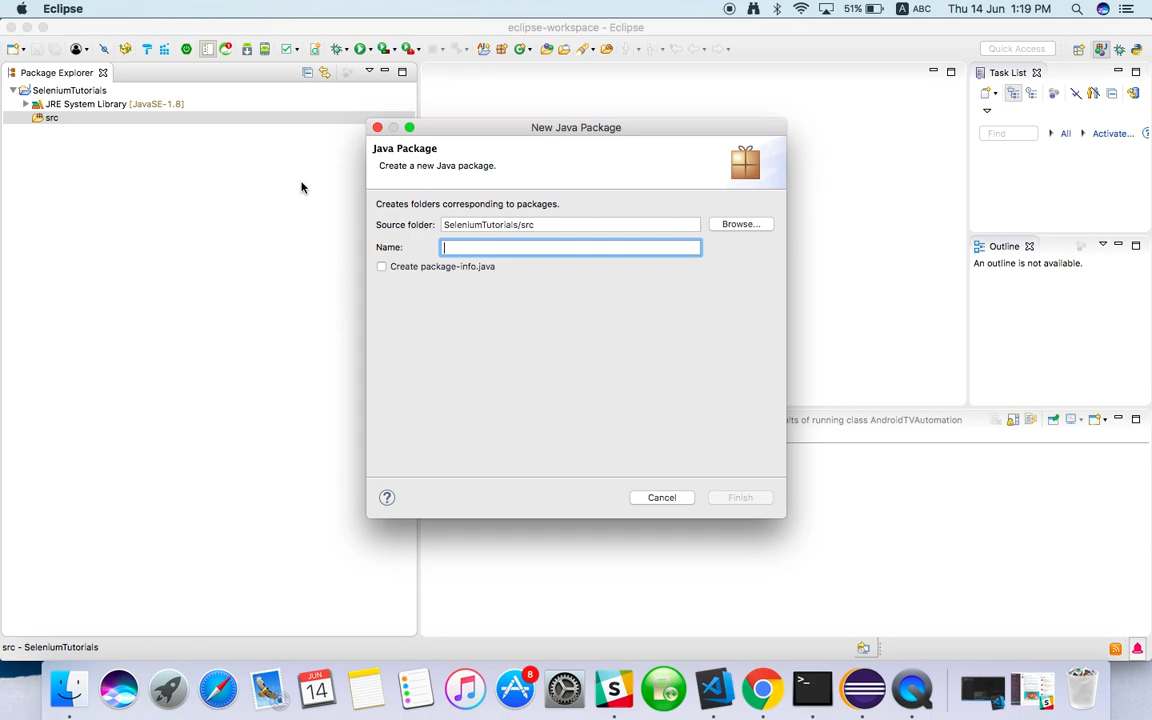 Eclipse
51%
A ABC
Thu 14 Jun 1:19 PM
eclipse-workspace - Eclipse
Quick Access
Package Explorer
Task List
SeleniumTutorials
JRE System Library [JavaSE-1.8]
src
Find
All
Activate...
New Java Package
Java Package
Create a new Java package.
Creates folders corresponding to packages.
Source folder:
SeleniumTutorials/src
Browse...
Name:
Create package-info.java
Outline
An outline is not available.
ults of running class AndroidTVAutomation
?
Cancel
Finish
src - SeleniumTutorials
8
JUN
14
>_